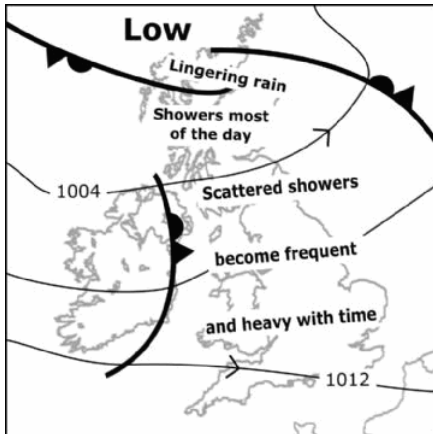 Low
Lingering rain
Showers most
of the day
1004
Scattered showers
become frequent
and heavy with time
1012